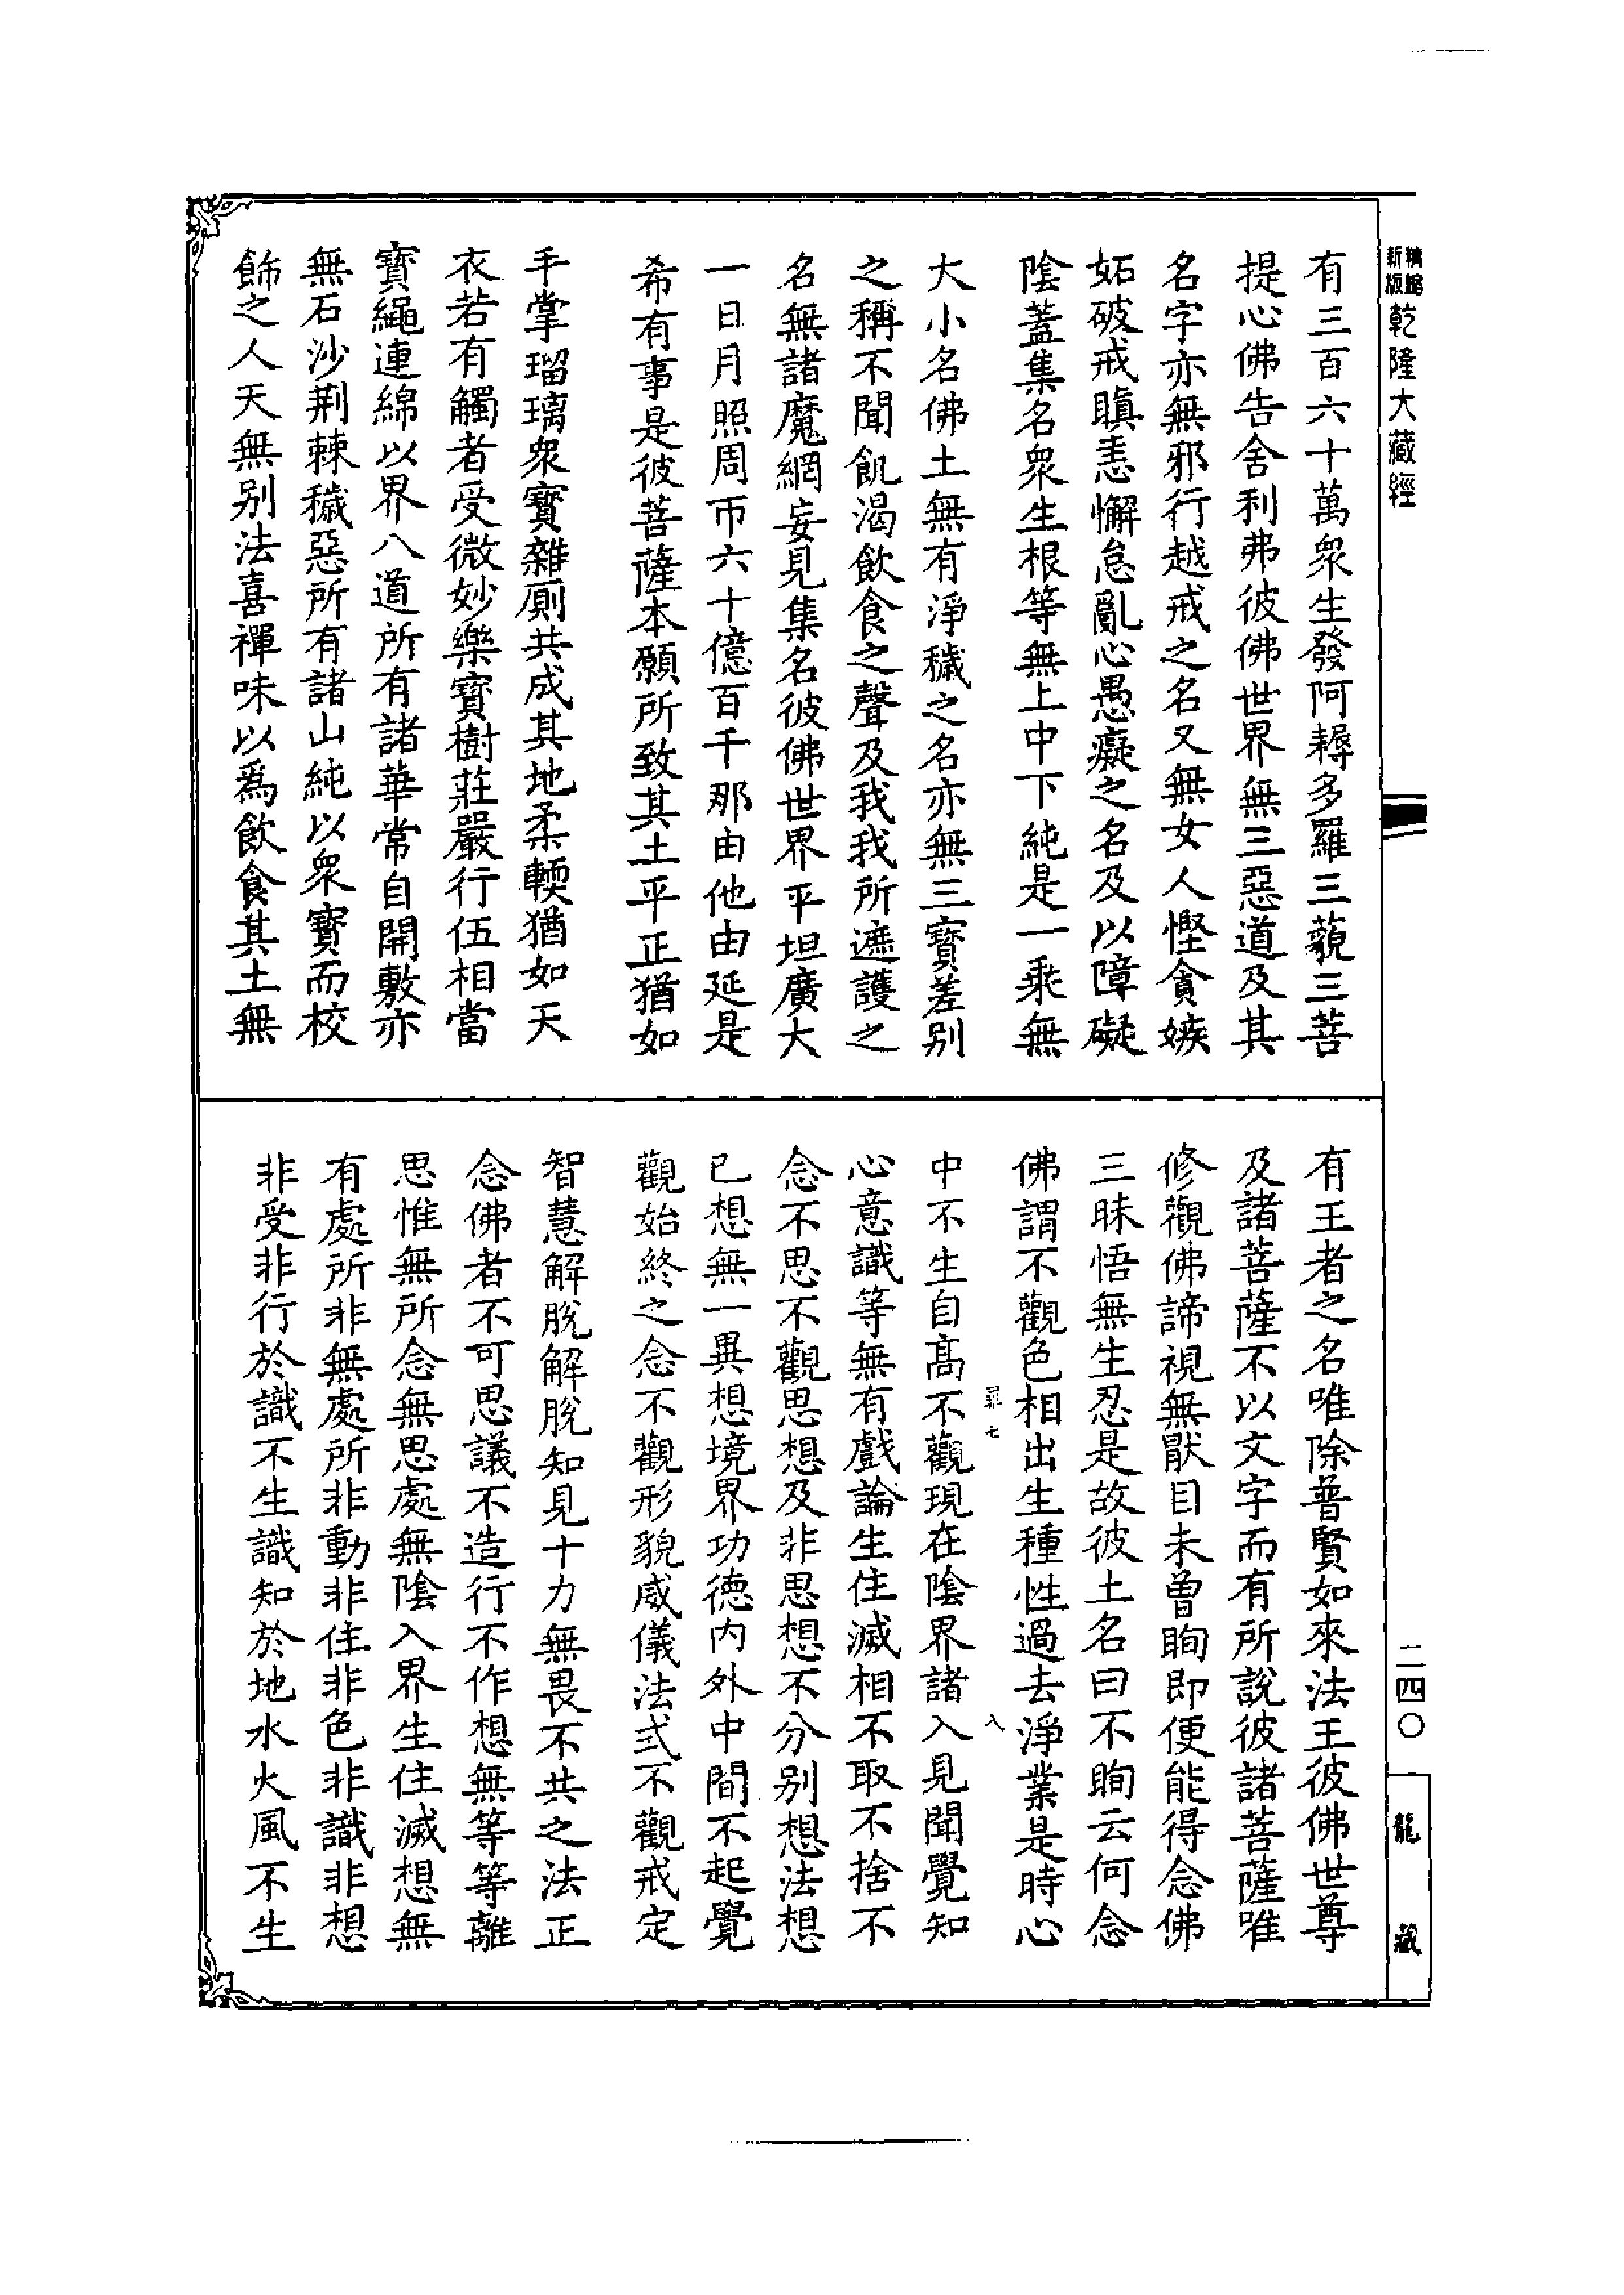 新版精縮乾隆大藏經
有三百六十萬衆生發阿耨多羅三藐三菩
提心佛告舍利弗彼佛世界無三惡道及其
名字亦無邪行越戒之名又無女人慳貪嫉
妬破戒瞋恚懈怠亂心愚癡之名及以障礙
陰蓋集名衆生根等無上中下純是一乘無
大小名佛土無有淨穢之名亦無三寶差别
之稱不聞飢渴飲食之聲及我我所遮護之
名無諸魔網妄見集名彼佛世界平坦廣大
一日月照周帀六十億百千那由他由延是
希有事是彼菩薩本願所致其土平正猶如
手掌瑠璃衆寶雜厠共成其地柔輭猶如天
衣若有觸者受微妙樂寶樹莊嚴行伍相當
寶繩連綿以界八道所有諸華常自開敷亦
無石沙荆棘穢惡所有諸山純以衆寶而校
飾之人天無别法喜禪味以爲飲食其土無
有王者之名唯除普賢如來法王彼佛世尊
及諸菩薩不以文字而有所說彼諸菩薩唯
修觀佛諦視無厭目未曾眴即便能得念佛
三昧悟無生忍是故彼土名曰不眴云何念
佛謂不觀色相出生種性過去淨業是時心
罪七
八
中不生自高不觀現在陰界諸入見聞覺知
心意識等無有戲論生住滅相不取不捨不
念不思不觀思想及非思想不分别想法想
已想無一異想境界功德内外中間不起覺
觀始終之念不觀形貌威儀法式不觀戒定
智慧解脫解脫知見十力無畏不共之法正
念佛者不可思議不造行不作想無等等離
思惟無所念無思處無陰入界生住滅想無
有處所非無處所非動非住非色非識非想
非受非行於識不生識知於地水火風不生
二四〇
龍藏